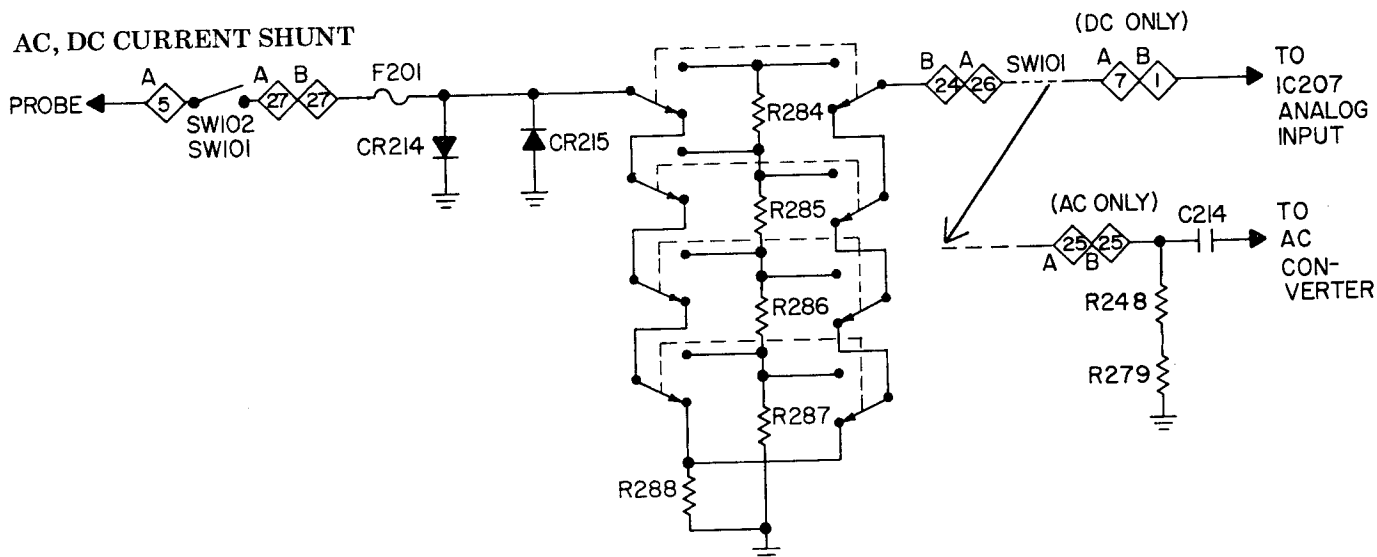 AC, DC CURRENT SHUNT
PROBE
A
5
SW102
SW101
A B
27 27
F201
CR214
CR215
R284
R285
R286
R287
R288
B A
24 26
SW101
(DC ONLY)
A B
7 1
TO
IC207
ANALOG
INPUT
(AC ONLY)
25 25
A B
C214
TO
AC
CON-
VERTER
R248
R279